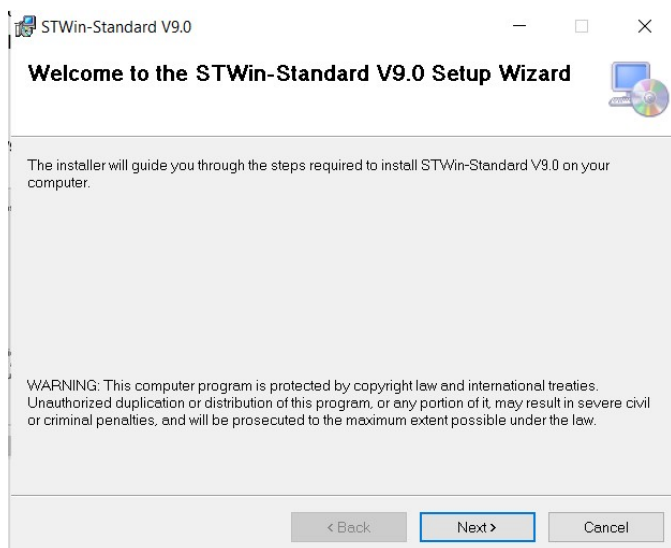 STWin-Standard V9.0
Welcome to the STWin-Standard V9.0 Setup Wizard
The installer will guide you through the steps required to install STWin-Standard V9.0 on your
computer.
WARNING: This computer program is protected by copyright law and international treaties.
Unauthorized duplication or distribution of this program, or any portion of it, may result in severe civil
or criminal penalties, and will be prosecuted to the maximum extent possible under the law.
< Back Next > Cancel